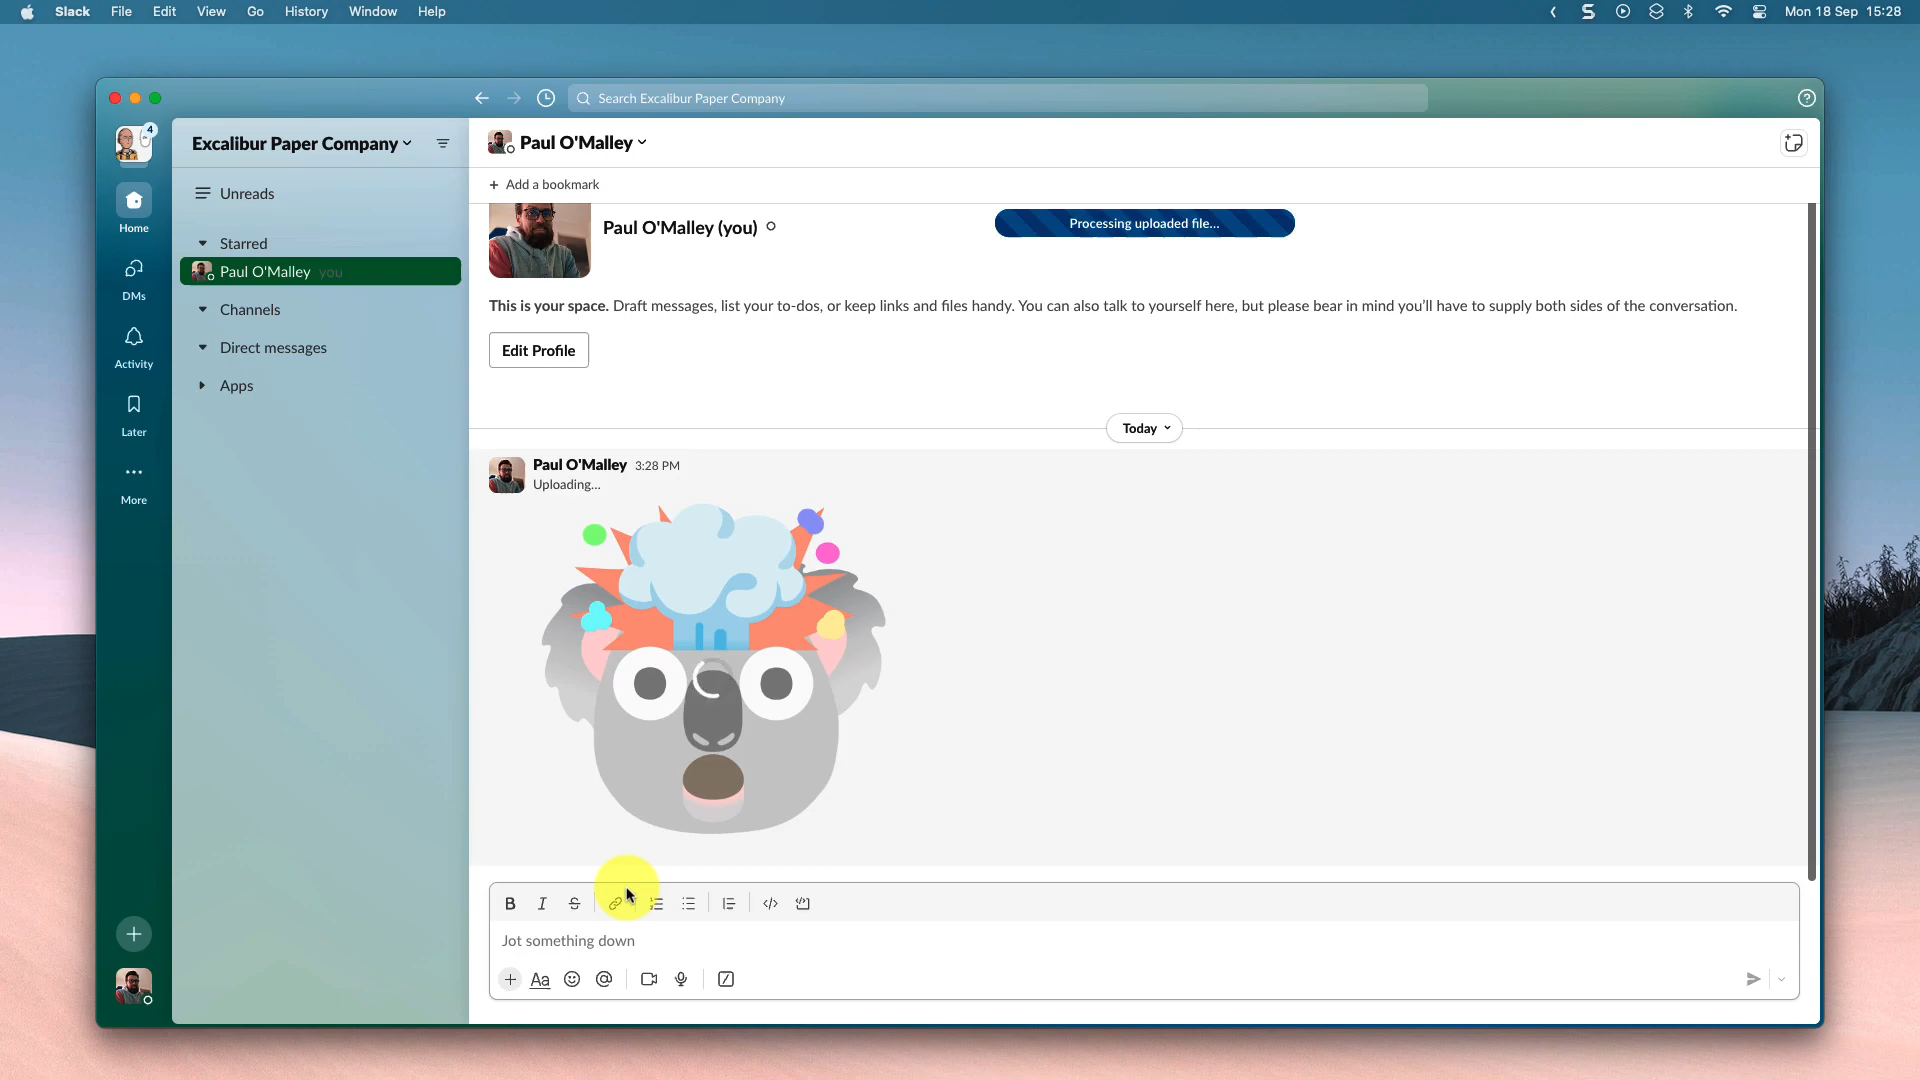 Slack File Edit View Go History Window Help
Mon 18 Sep 15:28
Search Excalibur Paper Company
4
Excalibur Paper Company
Paul O'Malley
Add a bookmark
Home
DMs
Activity
Later
More
Unreads
Starred
Paul O'Malley you
Channels
Direct messages
Apps
Paul O'Malley (you)
Processing uploaded file...
This is your space. Draft messages, list your to-dos, or keep links and files handy. You can also talk to yourself here, but please bear in mind you'll have to supply both sides of the conversation.
Edit Profile
Today
Paul O'Malley 3:28 PM
Uploading...
Jot something down
Aa